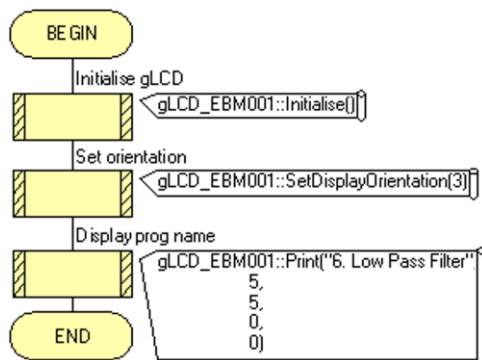 BEGIN
Initialise gLCD
gLCD_EBM001::Initialise()
Set orientation
gLCD_EBM001::SetDisplayOrientation(3)
Display prog name
gLCD_EBM001::Print("6. Low Pass Filter"
5,
5,
0,
0)
END